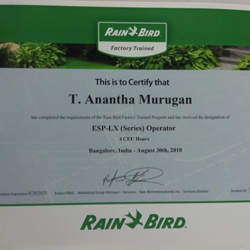 RAIN BIRD
Factory Trained
This is to Certify that
T. Anantha Murugan
has completed the requirements of the Rain Bird Factory Trained Program and has received the designation of
ESP-LX (Series) Operator
4 CEU Hours
Bangalore, India - August 30th, 2018
RAIN BIRD.